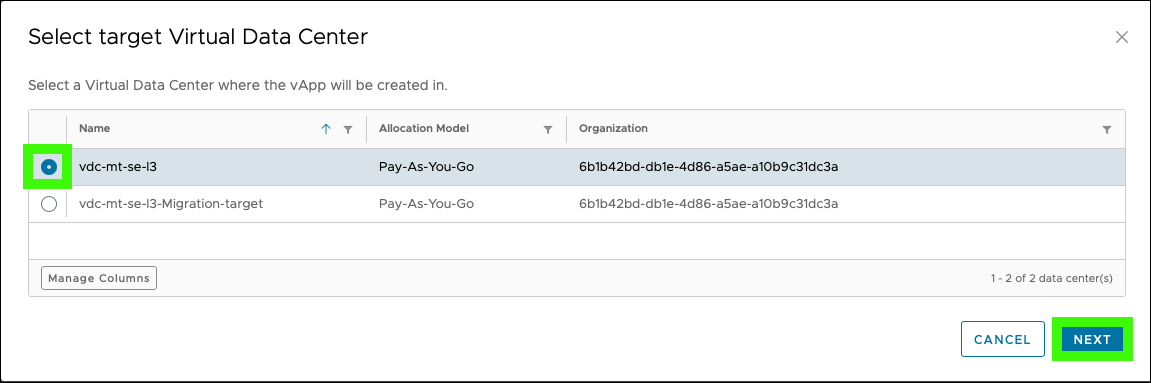 Select target Virtual Data Center
Select a Virtual Data Center where the vApp will be created in.
Name Allocation Model Organization
vdc-mt-se-l3 Pay-As-You-Go 6b1b42bd-db1e-4d86-a5ae-a10b9c31dc3a
vdc-mt-se-l3-Migration-target Pay-As-You-Go 6b1b42bd-db1e-4d86-a5ae-a10b9c31dc3a
Manage Columns 1 - 2 of 2 data center(s)
CANCEL NEXT